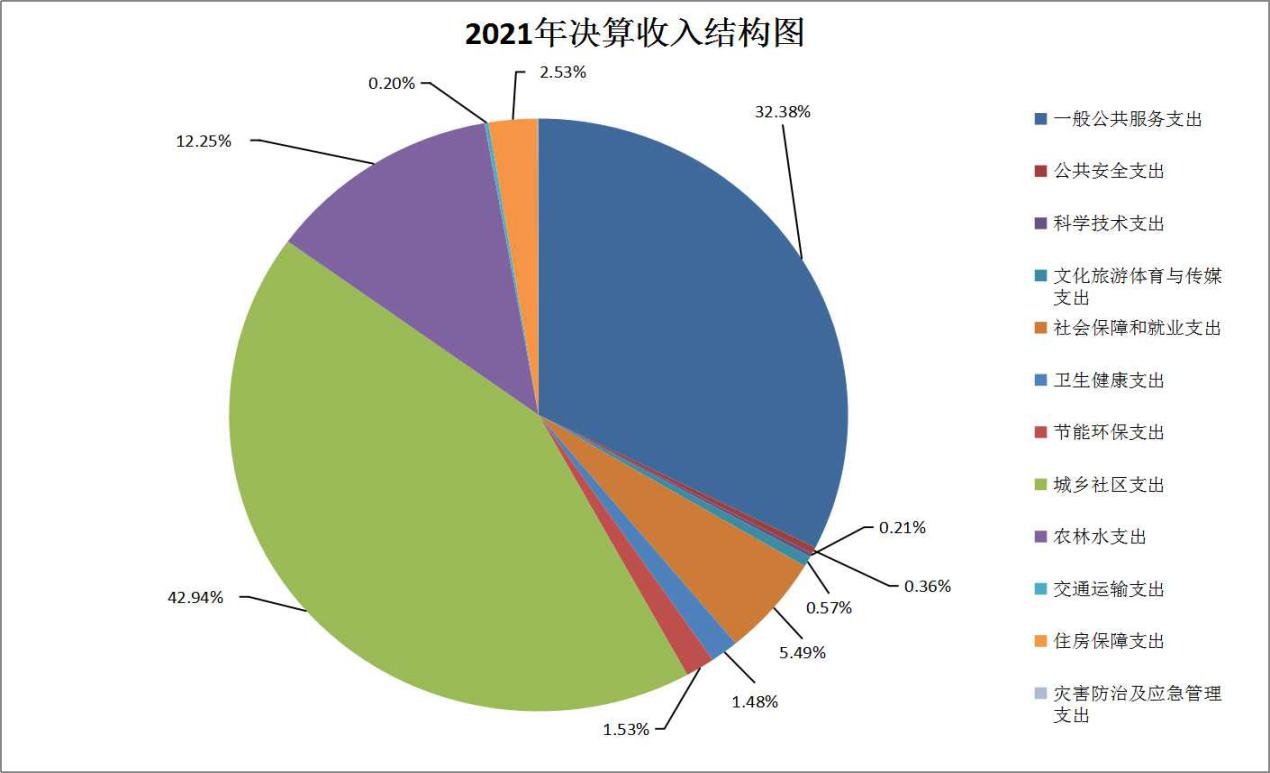 2021年决算收入结构图
2.53%
0.20%
32.38%
12.25%
0.21%
0.36%
0.57%
5.49%
1.48%
1.53%
42.94%
一般公共服务支出
公共安全支出
科学技术支出
文化旅游体育与传媒
支出
社会保障和就业支出
卫生健康支出
节能环保支出
城乡社区支出
农林水支出
交通运输支出
住房保障支出
灾害防治及应急管理
支出